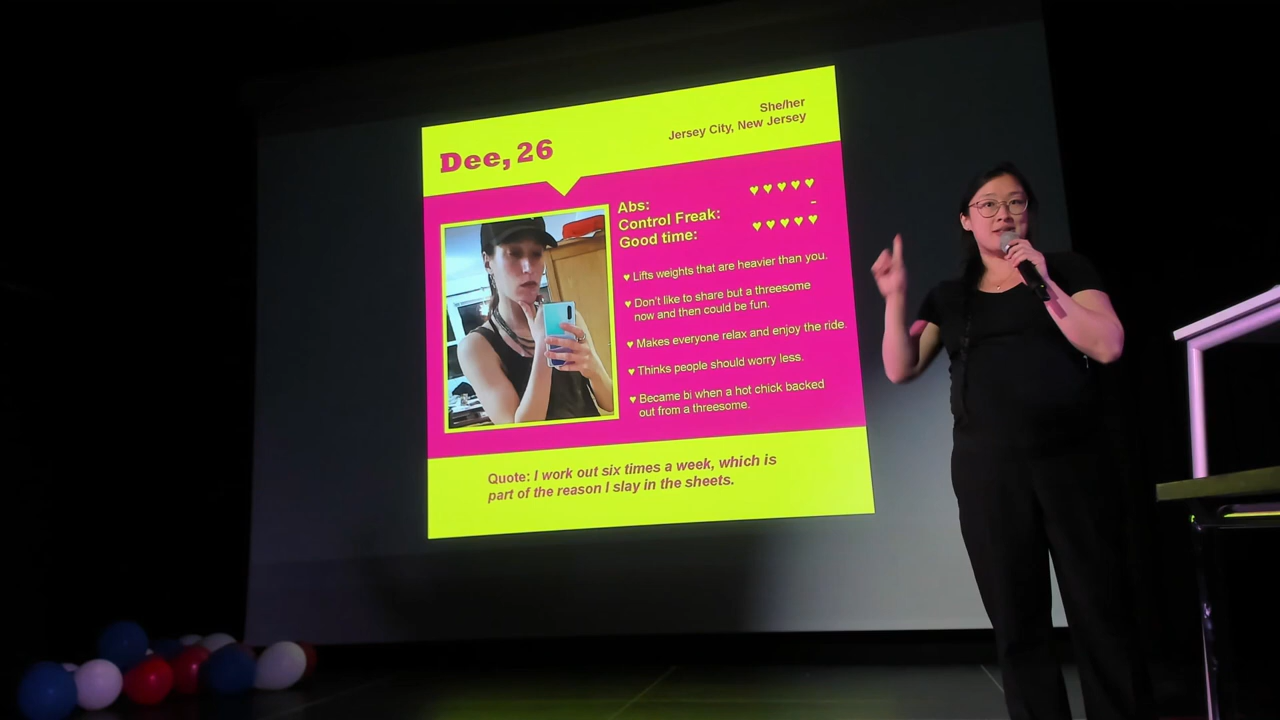 Dee, 26
She/her
Jersey City, New Jersey
Abs: ♥ ♥ ♥ ♥ ♥
Control Freak: -
Good time: ♥ ♥ ♥ ♥ ♥
♥ Lifts weights that are heavier than you.
♥ Don't like to share but a threesome
now and then could be fun.
♥ Makes everyone relax and enjoy the ride.
♥ Thinks people should worry less.
♥ Became bi when a hot chick backed
out from a threesome.
Quote: I work out six times a week, which is
part of the reason I slay in the sheets.